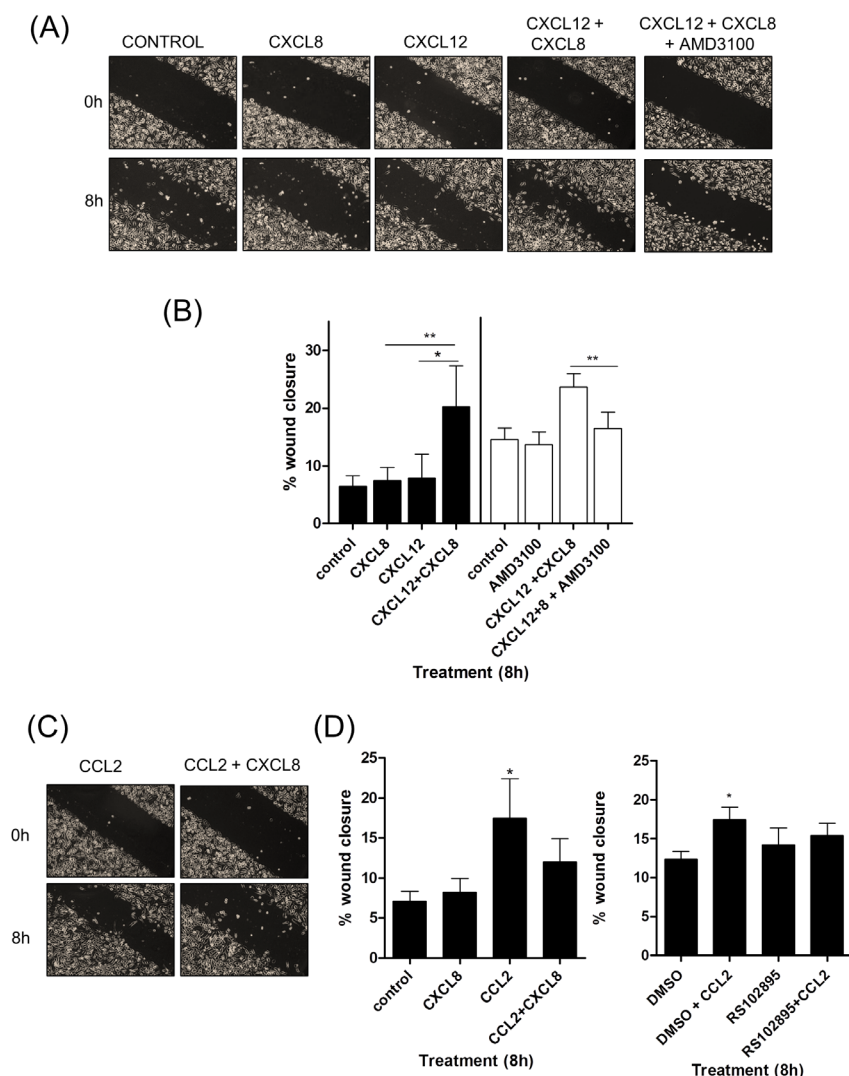 (A)
CONTROL
CXCL8
CXCL12
CXCL12 +
CXCL8
CXCL12 + CXCL8
+ AMD3100
0h
8h
(B)
% wound closure
30
20
10
0
**
*
**
control
CXCL8
CXCL12
CXCL12+CXCL8
control
AMD3100
CXCL12 +CXCL8
CXCL12+8 + AMD3100
Treatment (8h)
(C)
CCL2
CCL2 + CXCL8
0h
8h
(D)
% wound closure
25
20
15
10
5
0
*
control
CXCL8
CCL2
CCL2+CXCL8
Treatment (8h)
% wound closure
25
20
15
10
5
0
*
DMSO
DMSO + CCL2
RS102895
RS102895+CCL2
Treatment (8h)